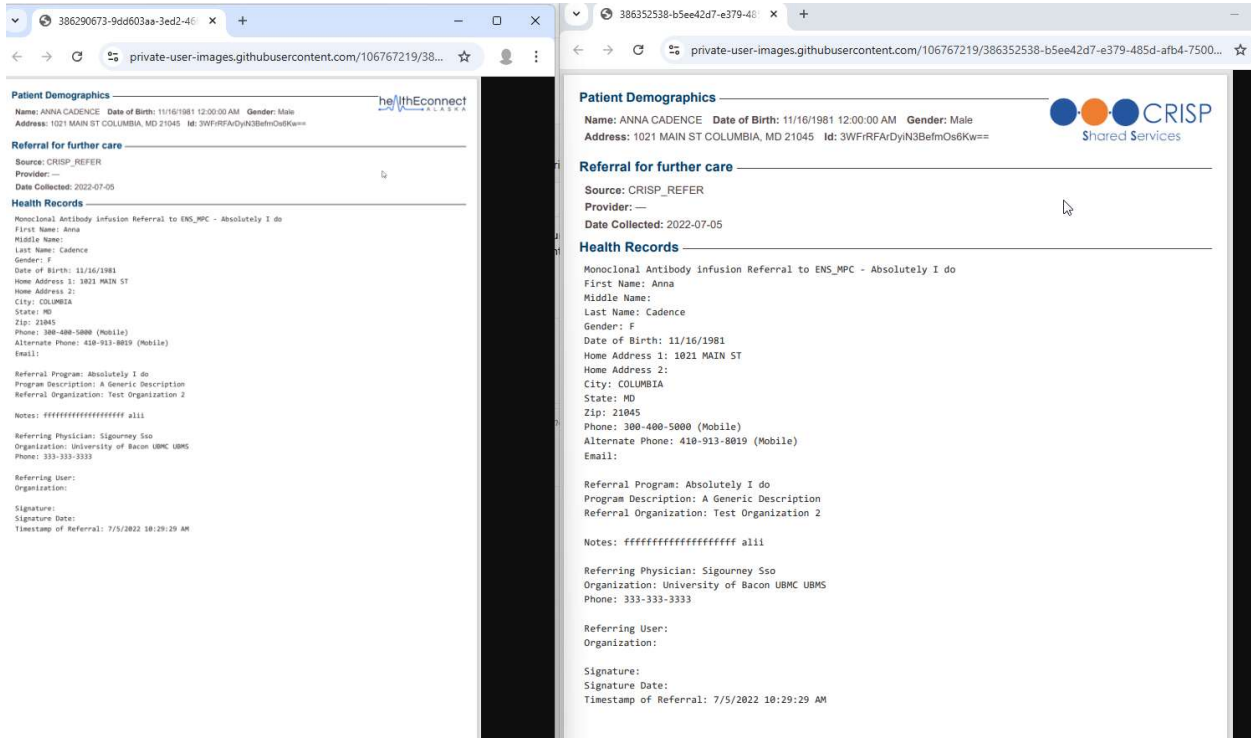 386290673-9dd603aa-3ed2-46
private-user-images.githubusercontent.com/106767219/38...
Patient Demographics
healthEconnect
ALASKA
Name: ANNA CADENCE Date of Birth: 11/16/1981 12:00:00 AM Gender: Male
Address: 1021 MAIN ST COLUMBIA, MD 21045 Id: 3WFrRFArDyiN3BefmOs6Kw==
Referral for further care
Source: CRISP_REFER
Provider: —
Date Collected: 2022-07-05
Health Records
Monoclonal Antibody infusion Referral to ENS_MPC - Absolutely I do
First Name: Anna
Middle Name:
Last Name: Cadence
Gender: F
Date of Birth: 11/16/1981
Home Address 1: 1021 MAIN ST
Home Address 2:
City: COLUMBIA
State: MD
Zip: 21045
Phone: 300-400-5000 (Mobile)
Alternate Phone: 410-913-8019 (Mobile)
Email:
Referral Program: Absolutely I do
Program Description: A Generic Description
Referral Organization: Test Organization 2
Notes: ffffffffffffffffffff alii
Referring Physician: Sigourney Sso
Organization: University of Bacon UBMC UBMS
Phone: 333-333-3333
Referring User:
Organization:
Signature:
Signature Date:
Timestamp of Referral: 7/5/2022 10:29:29 AM
386352538-b5ee42d7-e379-48
private-user-images.githubusercontent.com/106767219/386352538-b5ee42d7-e379-485d-afb4-7500...
Patient Demographics
CRISP
Shared Services
Name: ANNA CADENCE Date of Birth: 11/16/1981 12:00:00 AM Gender: Male
Address: 1021 MAIN ST COLUMBIA, MD 21045 Id: 3WFrRFArDyiN3BefmOs6Kw==
Referral for further care
Source: CRISP_REFER
Provider: —
Date Collected: 2022-07-05
Health Records
Monoclonal Antibody infusion Referral to ENS_MPC - Absolutely I do
First Name: Anna
Middle Name:
Last Name: Cadence
Gender: F
Date of Birth: 11/16/1981
Home Address 1: 1021 MAIN ST
Home Address 2:
City: COLUMBIA
State: MD
Zip: 21045
Phone: 300-400-5000 (Mobile)
Alternate Phone: 410-913-8019 (Mobile)
Email:
Referral Program: Absolutely I do
Program Description: A Generic Description
Referral Organization: Test Organization 2
Notes: ffffffffffffffffffff alii
Referring Physician: Sigourney Sso
Organization: University of Bacon UBMC UBMS
Phone: 333-333-3333
Referring User:
Organization:
Signature:
Signature Date:
Timestamp of Referral: 7/5/2022 10:29:29 AM